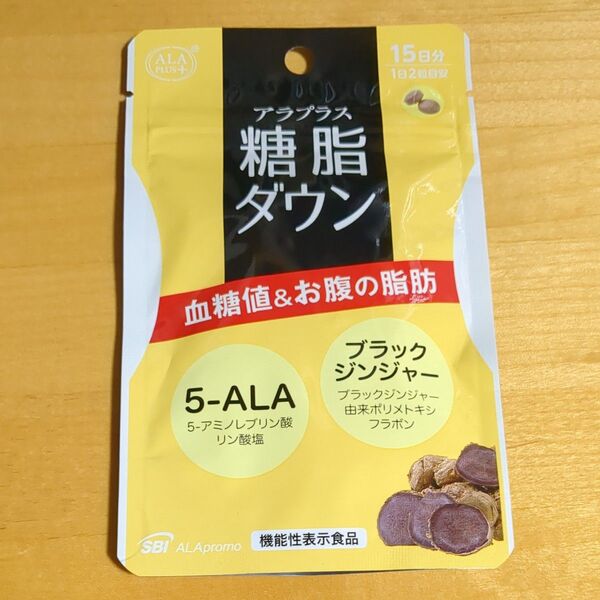 ALA
PLUS+
15日分
1日2粒目安
アラプラス
糖脂
ダウン
血糖値&お腹の脂肪
5-ALA
5-アミノレブリン酸
リン酸塩
ブラック
ジンジャー
ブラックジンジャー
由来ポリメトキシ
フラボン
SBI ALApromo
機能性表示食品